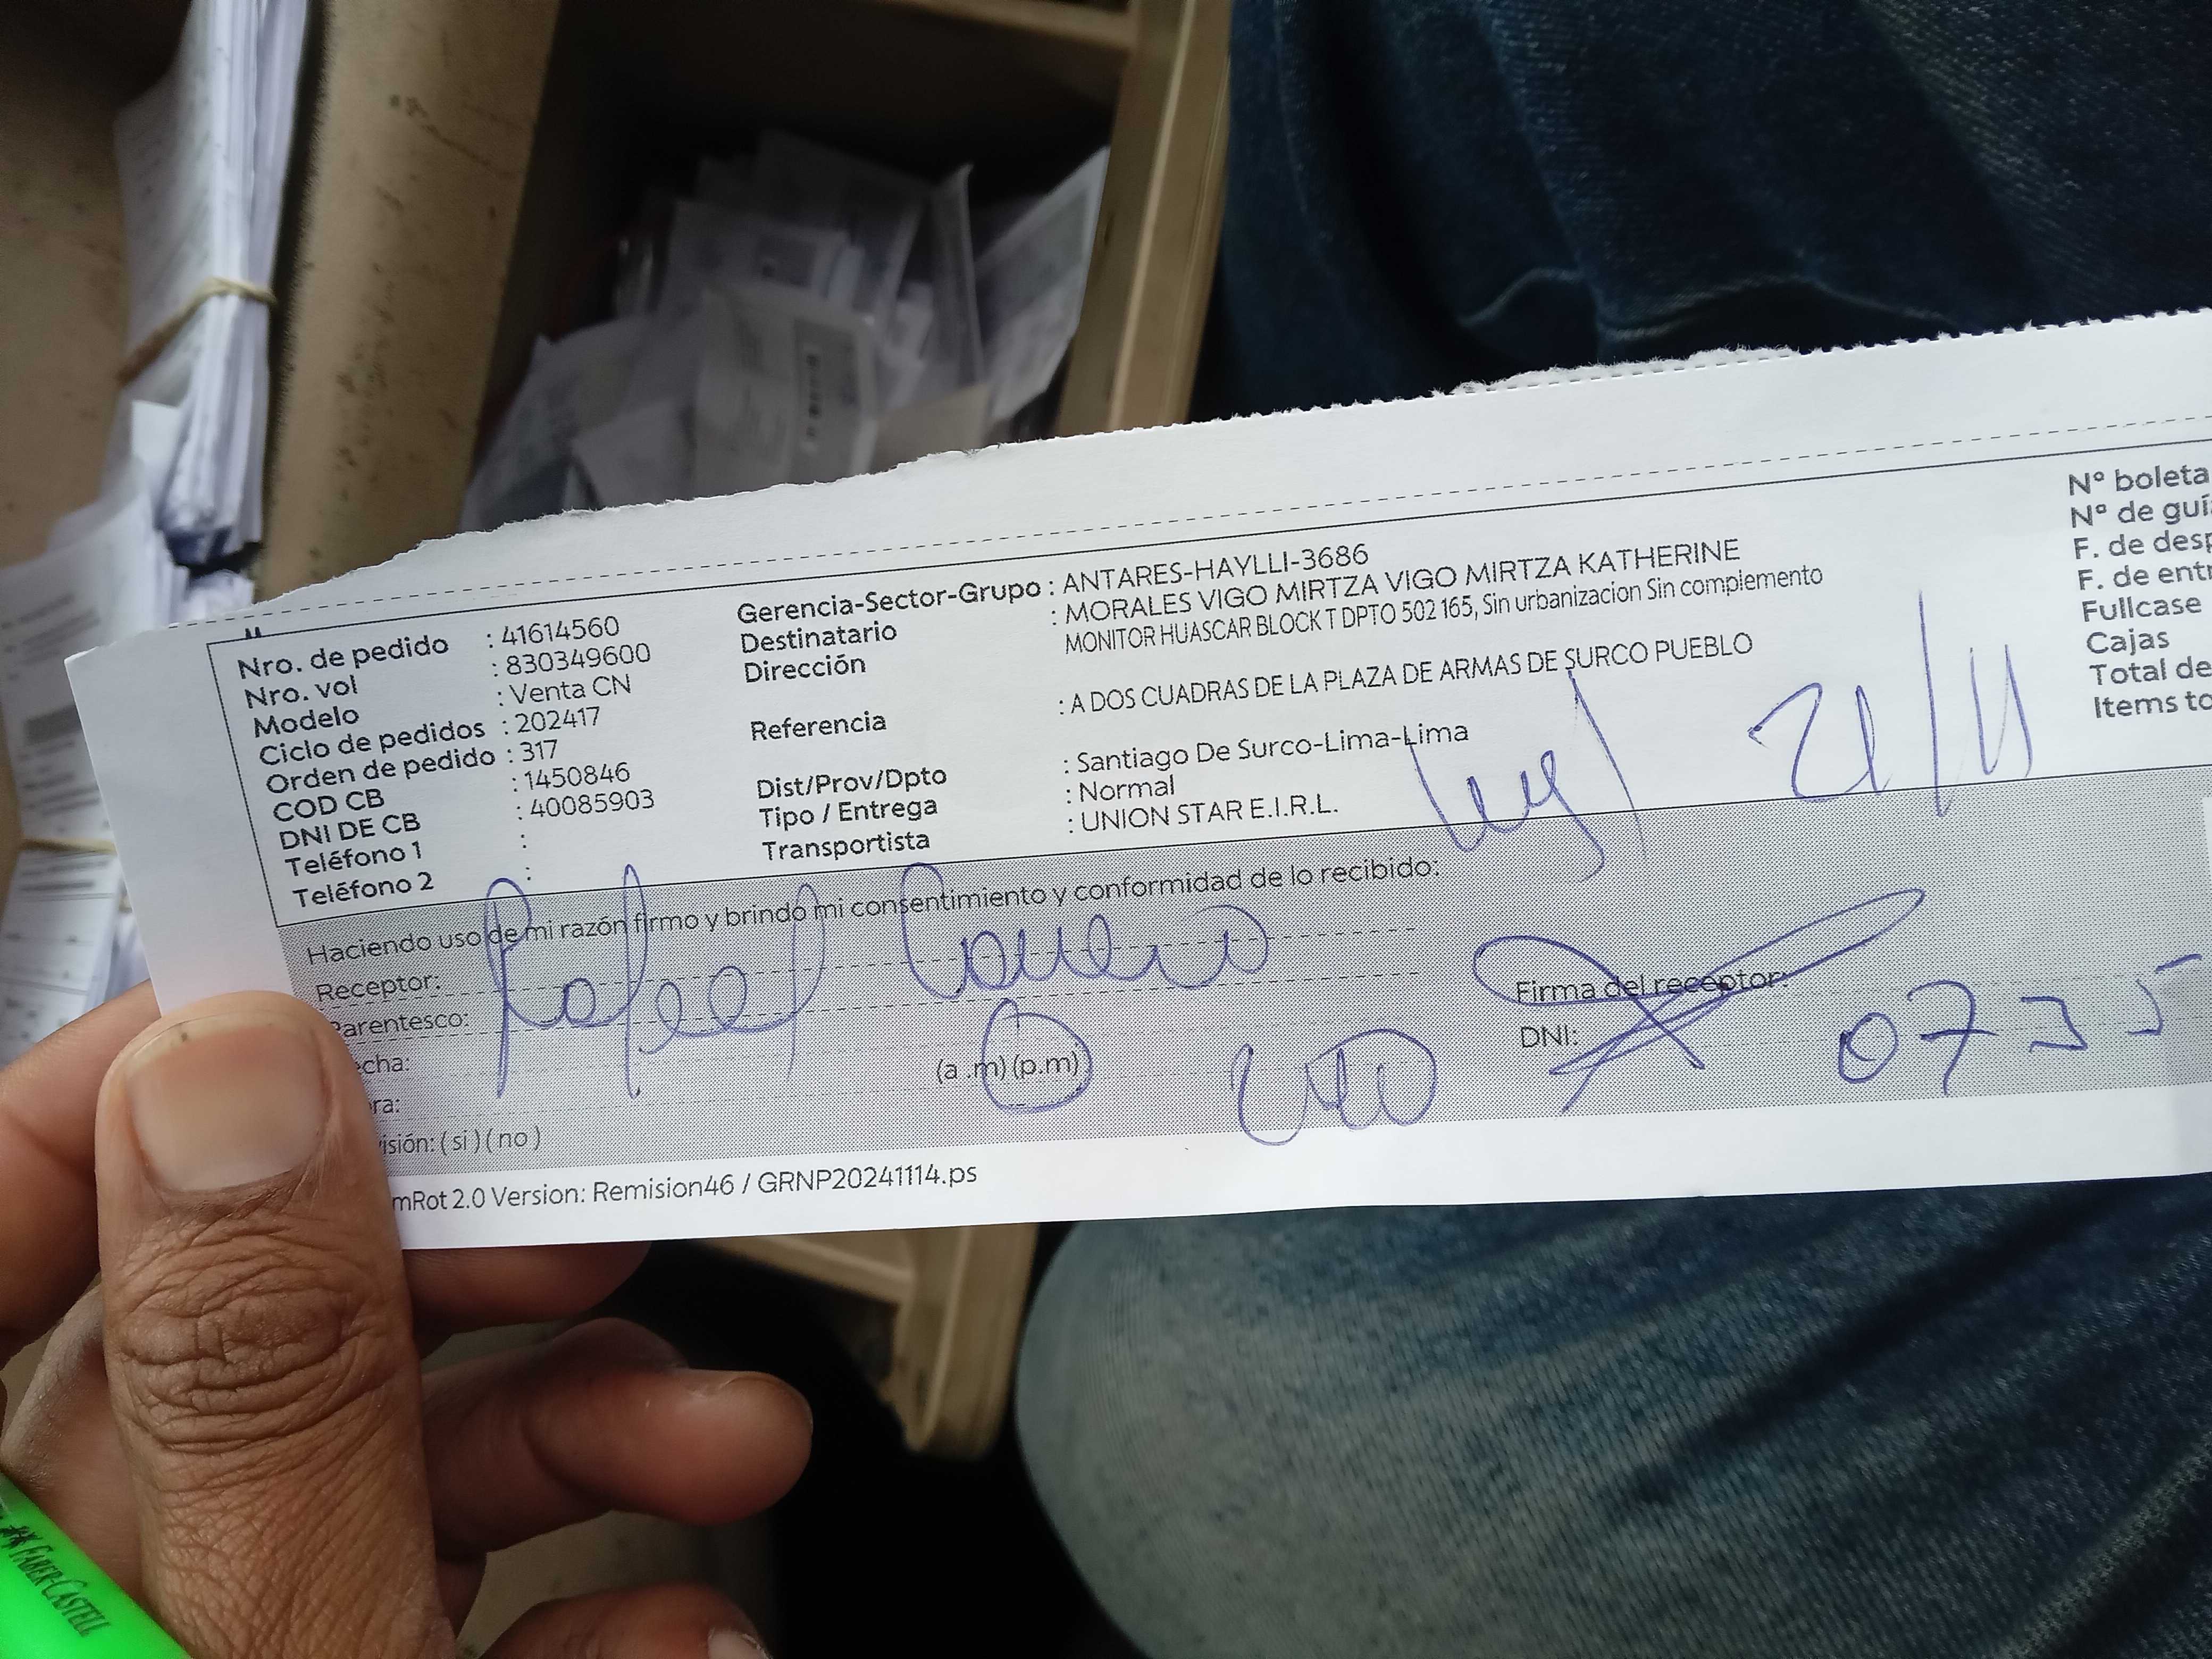 Nro. de pedido : 41614560
Nro. vol : 830349600
Modelo : Venta CN
Ciclo de pedidos : 202417
Orden de pedido : 317
COD CB : 1450846
DNI DE CB : 40085903
Teléfono 1 :
Teléfono 2 :
Gerencia-Sector-Grupo : ANTARES-HAYLLI-3686
Destinatario : MORALES VIGO MIRTZA VIGO MIRTZA KATHERINE
Dirección MONITOR HUASCAR BLOCK T DPTO 502 165, Sin urbanizacion Sin complemento
Referencia : A DOS CUADRAS DE LA PLAZA DE ARMAS DE SURCO PUEBLO
Dist/Prov/Dpto : Santiago De Surco-Lima-Lima
Tipo / Entrega : Normal
Transportista : UNION STAR E.I.R.L.
Nº boleta
Nº de guí
F. de desp
F. de entr
Fullcase
Cajas
Total de
Items to
21/11
Haciendo uso de mi razón firmo y brindo mi consentimiento y conformidad de lo recibido:
Receptor: Rafael
Parentesco:
echa:
ora:
(a .m) (p.m)
visión: ( si ) ( no )
Firma del receptor:
DNI: 0735
mRot 2.0 Version: Remision46 / GRNP20241114.ps
FABER-CASTELL